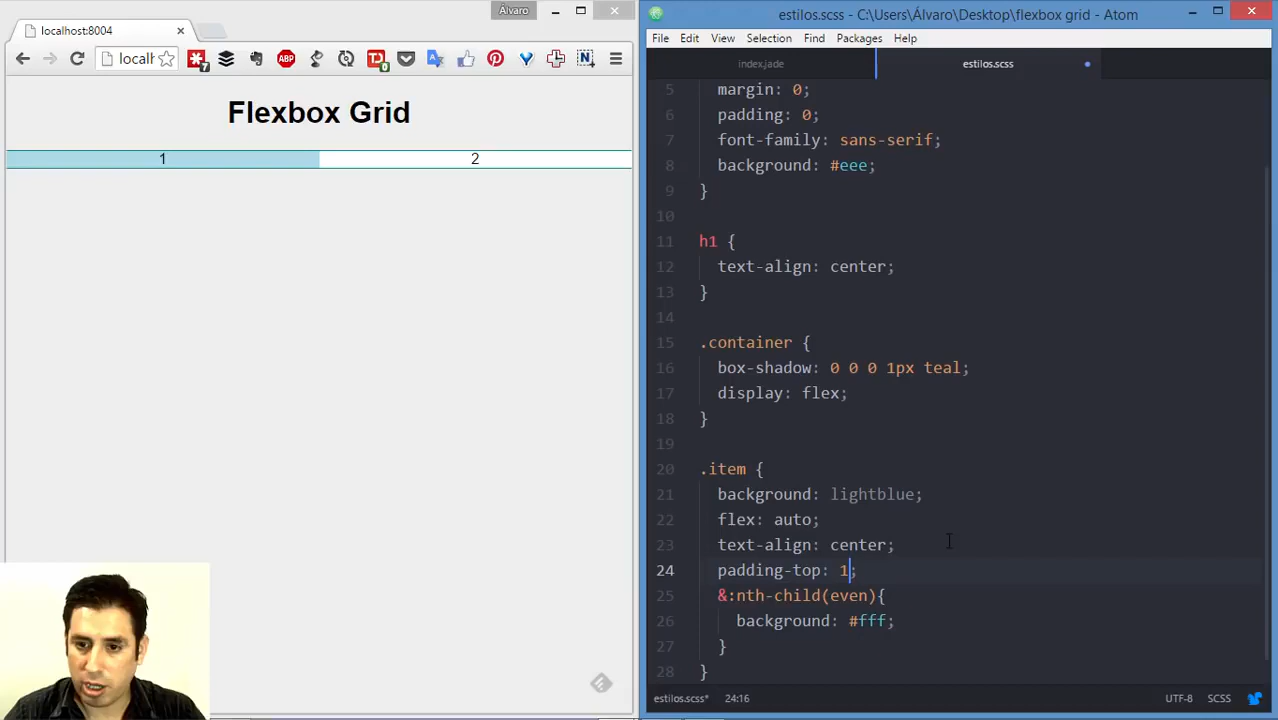 Álvaro
localhost:8004
localh
7
ABP
0
N
Flexbox Grid
1 2
estilos.scss - C:\Users\Álvaro\Desktop\flexbox grid - Atom
File Edit View Selection Find Packages Help
index.jade estilos.scss
5 margin: 0;
6 padding: 0;
7 font-family: sans-serif;
8 background: #eee;
9 }
10
11 h1 {
12 text-align: center;
13 }
14
15 .container {
16 box-shadow: 0 0 0 1px teal;
17 display: flex;
18 }
19
20 .item {
21 background: lightblue;
22 flex: auto;
23 text-align: center;
24 padding-top: 1;
25 &:nth-child(even){
26 background: #fff;
27 }
28 }
estilos.scss* 24:16 UTF-8 SCSS